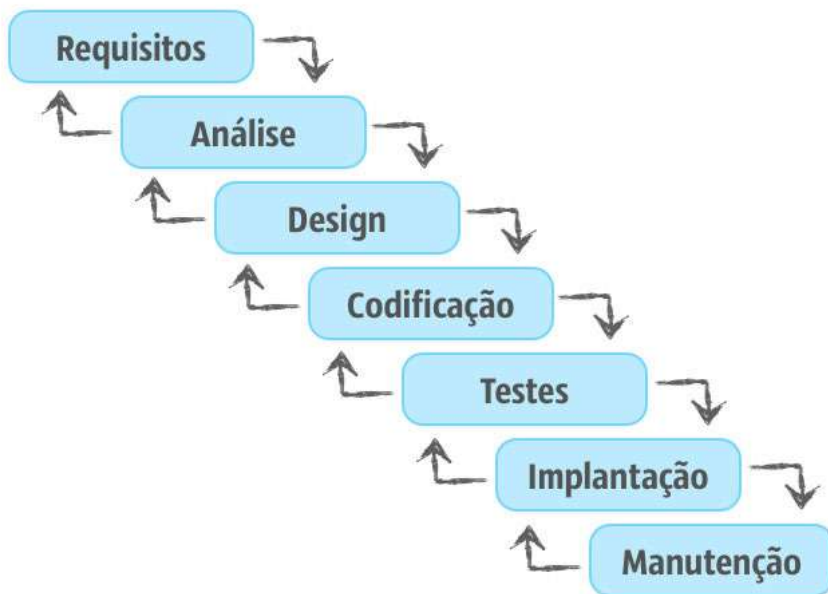 Requisitos
Análise
Design
Codificação
Testes
Implantação
Manutenção